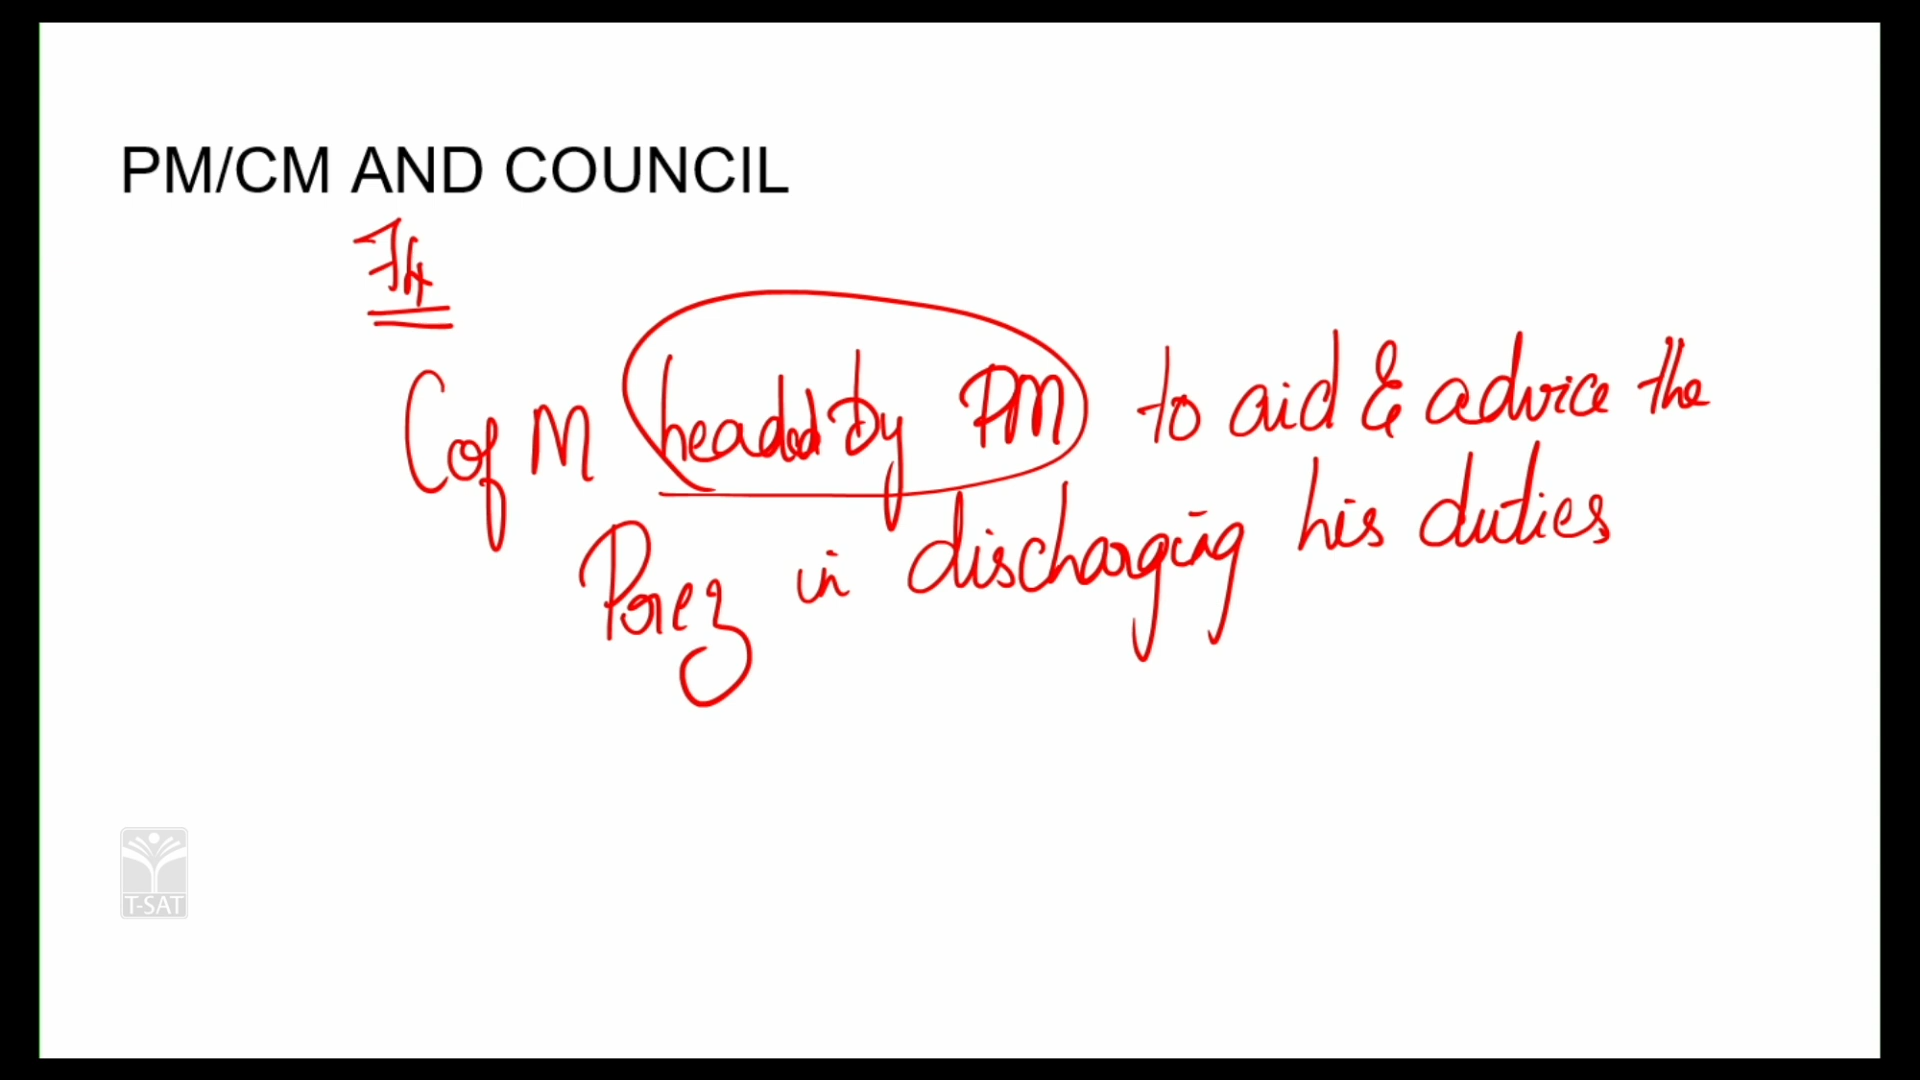 PM/CM AND COUNCIL
74
C of M headed by PM to aid & advice the
Prez in discharging his duties
T-SAT